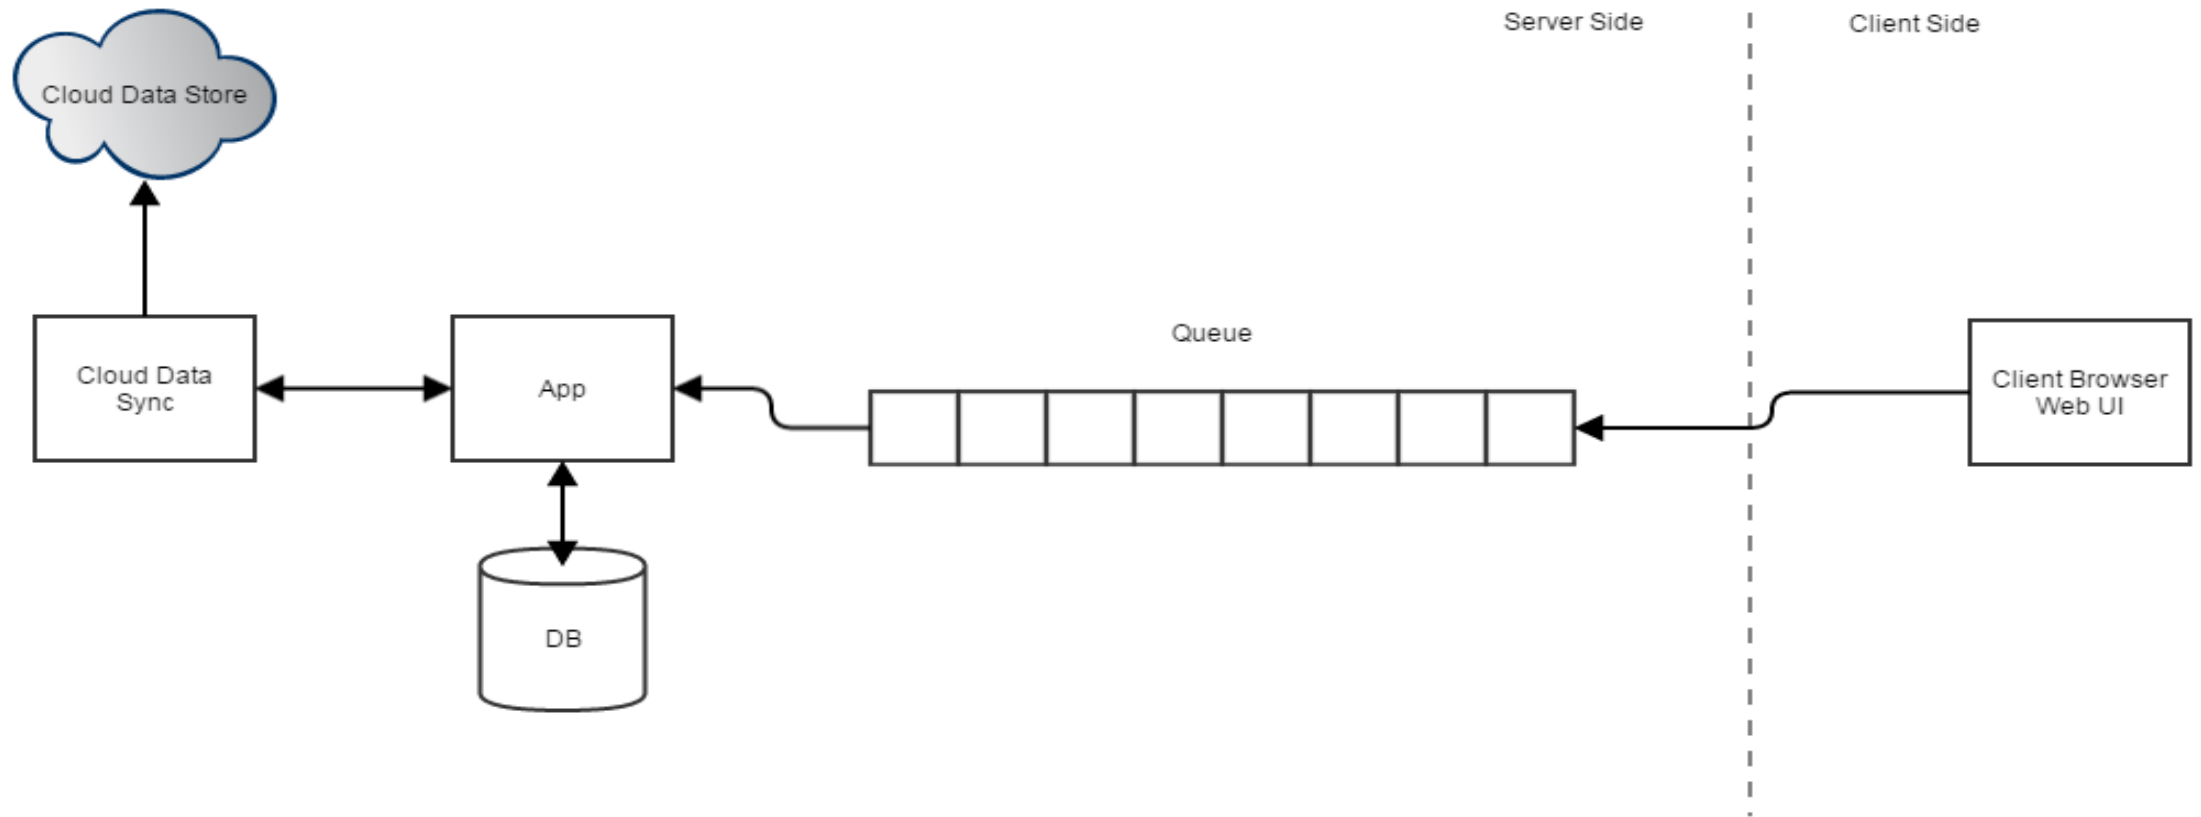 Server Side
Client Side
Cloud Data Store
Queue
Cloud Data
Sync
App
Client Browser
Web UI
DB